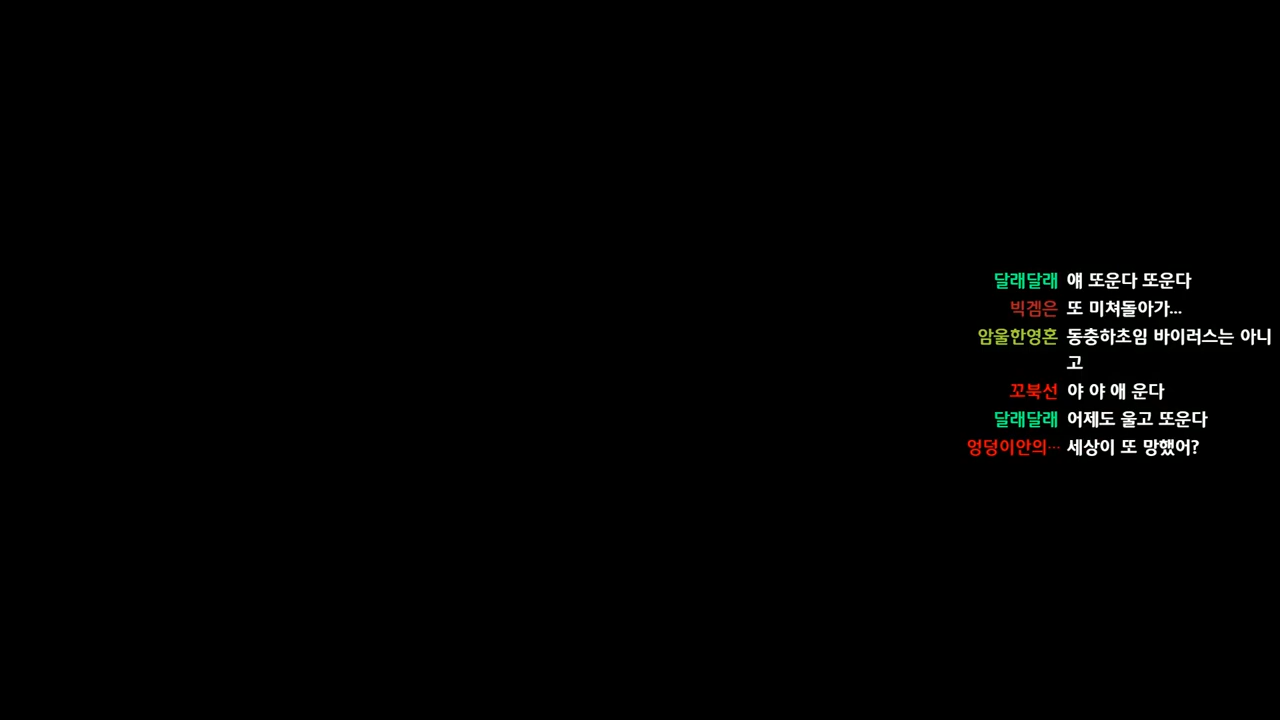 달래달래 얘 또운다 또운다
빅겜은 또 미쳐돌아가...
암울한영혼 동충하초임 바이러스는 아니
고
꼬북선 야 야 애 운다
달래달래 어제도 울고 또운다
엉덩이안의… 세상이 또 망했어?